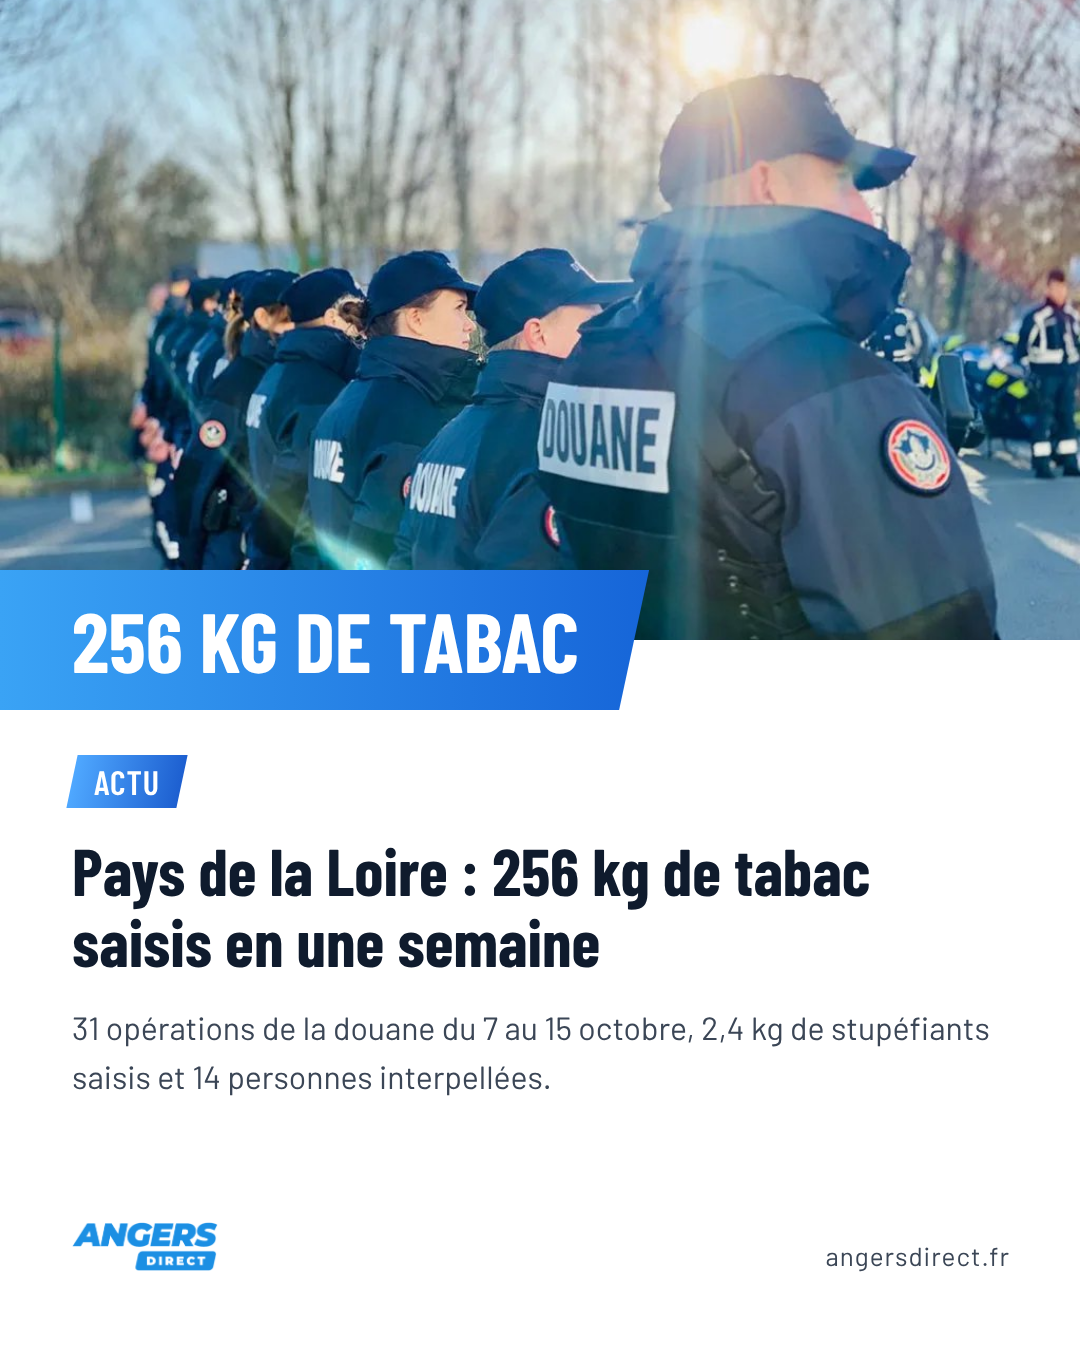 DOUANE
DOUANE
256 KG DE TABAC
ACTU
Pays de la Loire : 256 kg de tabac
saisis en une semaine
31 opérations de la douane du 7 au 15 octobre, 2,4 kg de stupéfiants
saisis et 14 personnes interpellées.
ANGERS
DIRECT
angersdirect.fr